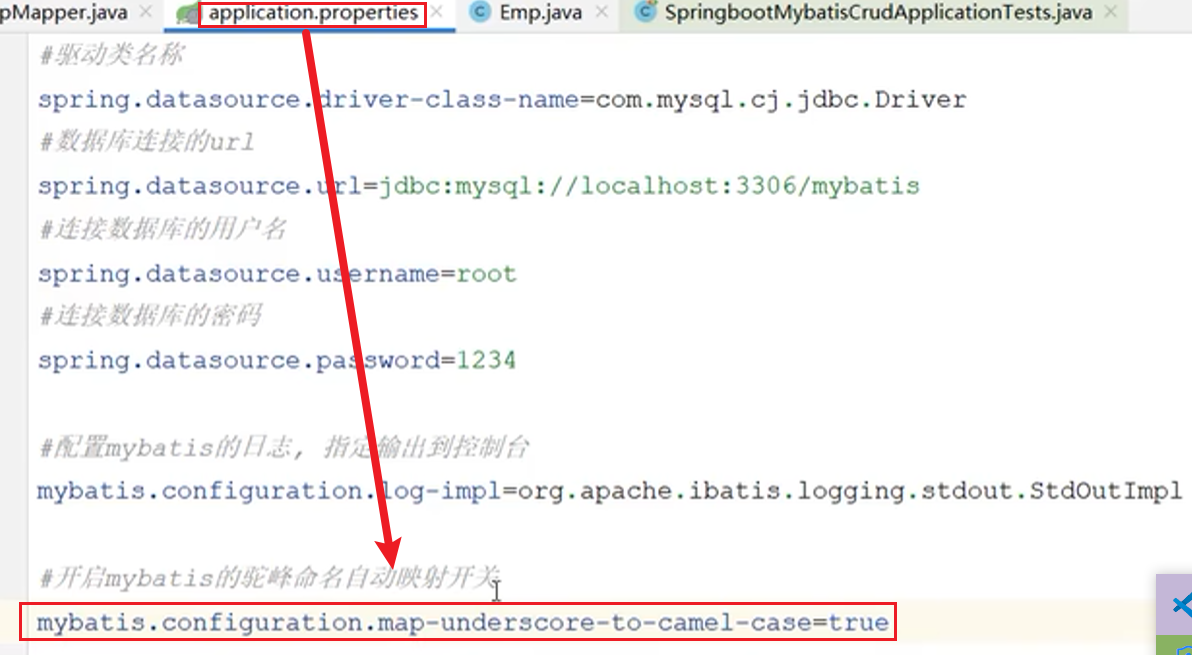 pMapper.java × application.properties × Emp.java × SpringbootMybatisCrudApplicationTests.java ×
#驱动类名称
spring.datasource.driver-class-name=com.mysql.cj.jdbc.Driver
#数据库连接的url
spring.datasource.url=jdbc:mysql://localhost:3306/mybatis
#连接数据库的用户名
spring.datasource.username=root
#连接数据库的密码
spring.datasource.password=1234
#配置mybatis的日志, 指定输出到控制台
mybatis.configuration.log-impl=org.apache.ibatis.logging.stdout.StdOutImpl
#开启mybatis的驼峰命名自动映射开关
mybatis.configuration.map-underscore-to-camel-case=true